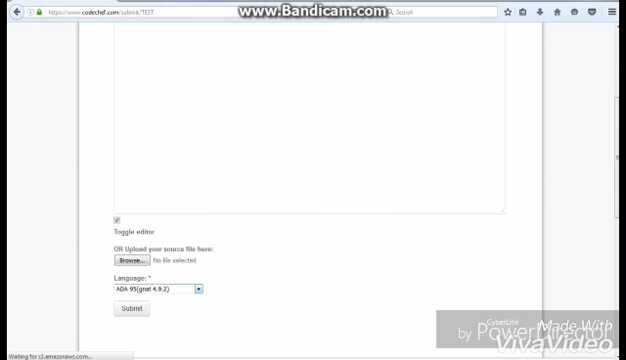 https://www.codechef.com/submit/TEST
www.Bandicam.com
Search
Toggle editor
OR Upload your source file here:
Browse... No file selected.
Language: *
ADA 95(gnat 4.9.2)
Submit
CyberLink
by PowerDirector
Made With
VivaVideo
Waiting for s3.amazonaws.com...